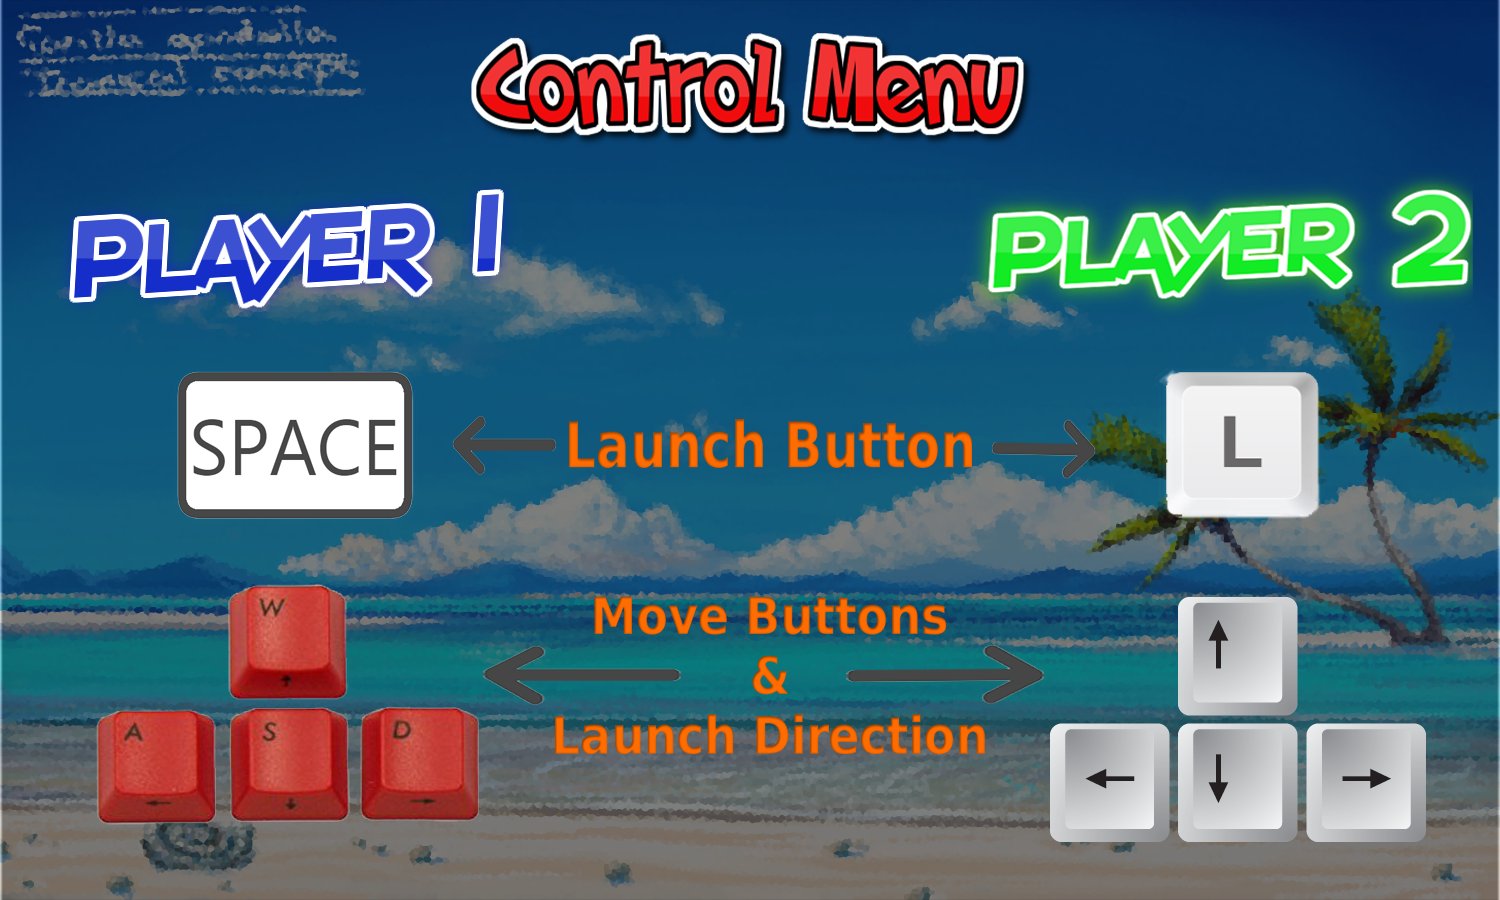 Control Menu
PLAYER 1
PLAYER 2
SPACE
Launch Button
L
W
A
S
D
Move Buttons
&
Launch Direction